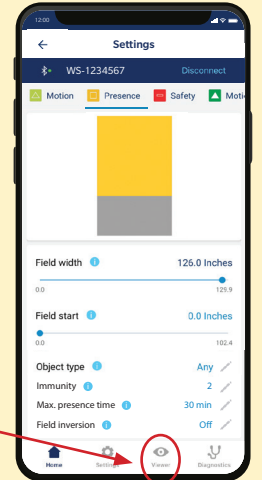 12:00
Settings
WS-1234567 Disconnect
Motion Presence Safety Moti
Field width 126.0 Inches
0.0 129.9
Field start 0.0 Inches
0.0 102.4
Object type Any
Immunity 2
Max. presence time 30 min
Field inversion Off
Home Settings Viewer Diagnostics